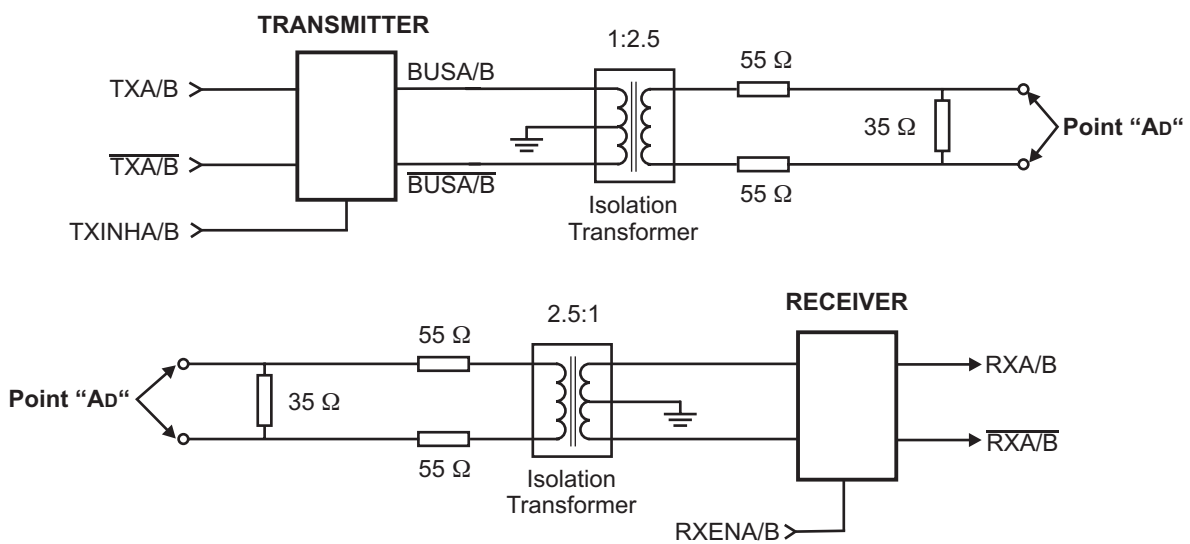 TRANSMITTER
1:2.5
55 Ω
TXA/B
BUSA/B
35 Ω
Point “AD“
TXA/B
BUSA/B
55 Ω
TXINHA/B
Isolation
Transformer
2.5:1
RECEIVER
55 Ω
RXA/B
Point “AD“
35 Ω
RXA/B
55 Ω
Isolation
Transformer
RXENA/B